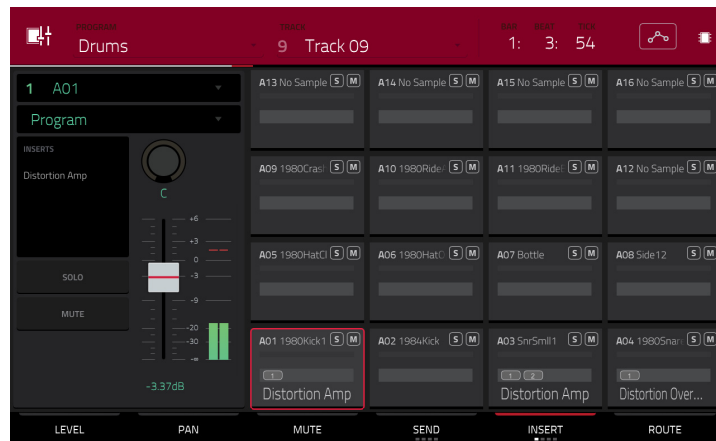 PROGRAM
Drums
TRACK
9 Track 09
BAR BEAT TICK
1: 3: 54
1 A01
Program
INSERTS
Distortion Amp
C
+6
+3
0
-3
-9
-20
-30
-∞
SOLO
MUTE
-3.37dB
A13 No Sample S M
A14 No Sample S M
A15 No Sample S M
A16 No Sample S M
A09 1980Crash S M
A10 1980Ride S M
A11 1980Ride S M
A12 No Sample S M
A05 1980HatCl S M
A06 1980HatO S M
A07 Bottle S M
A08 Side12 S M
A01 1980Kick1 S M
A02 1984Kick S M
A03 SnrSmll1 S M
A04 1980Snar S M
1
1 2
1
Distortion Amp
Distortion Amp
Distortion Over...
LEVEL PAN MUTE SEND INSERT ROUTE